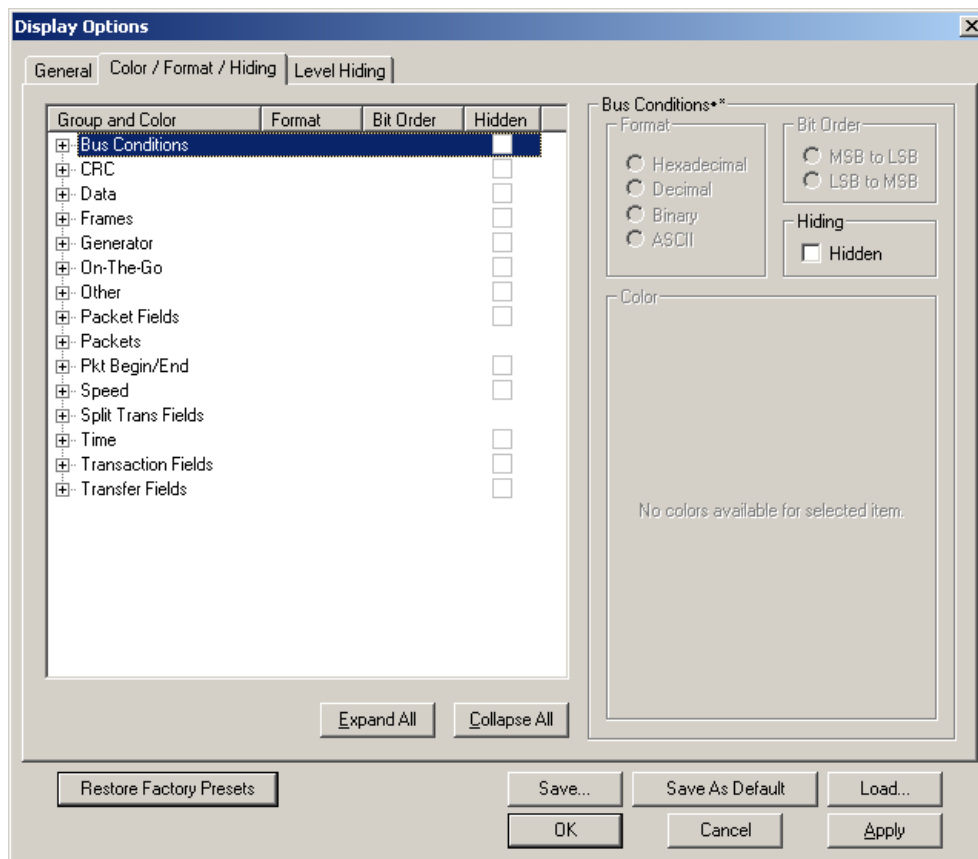 Display Options
General Color / Format / Hiding Level Hiding
Group and Color Format Bit Order Hidden
Bus Conditions
CRC
Data
Frames
Generator
On-The-Go
Other
Packet Fields
Packets
Pkt Begin/End
Speed
Split Trans Fields
Time
Transaction Fields
Transfer Fields
Expand All Collapse All
Bus Conditions•*
Format
Hexadecimal
Decimal
Binary
ASCII
Bit Order
MSB to LSB
LSB to MSB
Hiding
Hidden
Color
No colors available for selected item.
Restore Factory Presets Save... Save As Default Load...
OK Cancel Apply